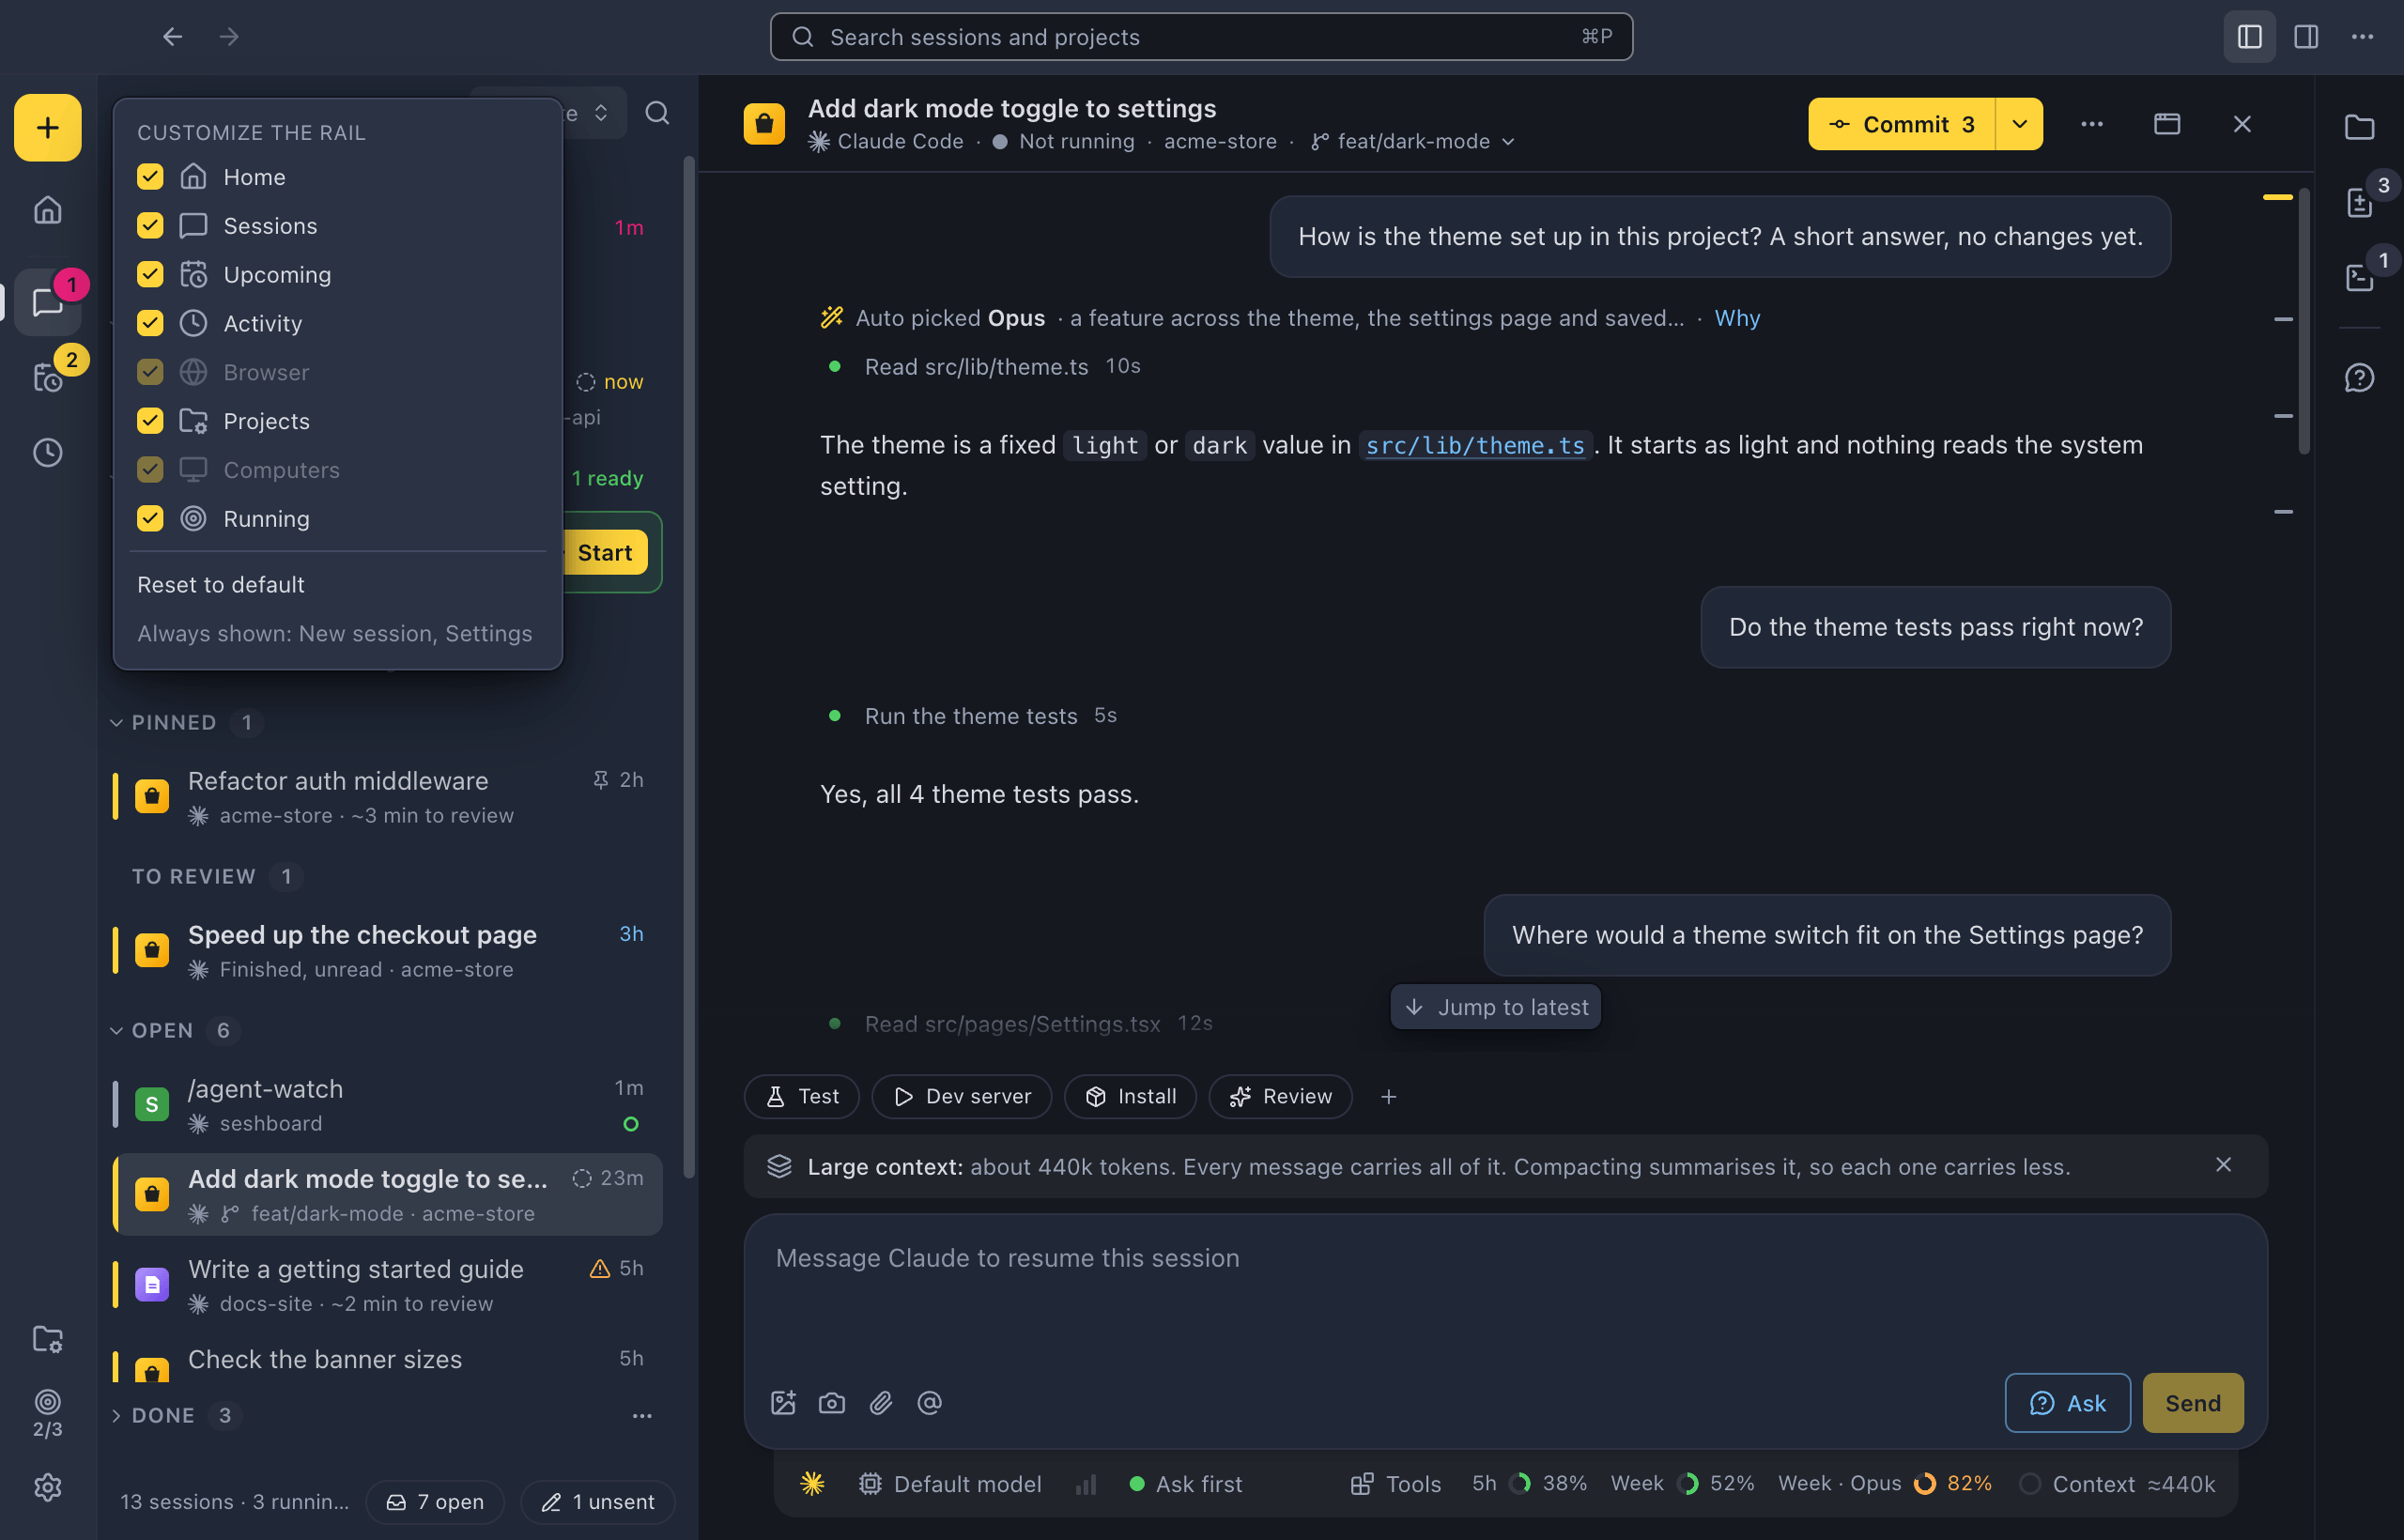 Search sessions and projects
⌘P
CUSTOMIZE THE RAIL
Home
Sessions
Upcoming
Activity
Browser
Projects
Computers
Running
Reset to default
Always shown: New session, Settings
1
2
2/3
1m
now
-api
1 ready
Start
PINNED 1
Refactor auth middleware 2h
acme-store · ~3 min to review
TO REVIEW 1
Speed up the checkout page 3h
Finished, unread · acme-store
OPEN 6
/agent-watch 1m
S
seshboard
Add dark mode toggle to se... 23m
feat/dark-mode · acme-store
Write a getting started guide 5h
docs-site · ~2 min to review
Check the banner sizes 5h
DONE 3
13 sessions · 3 runnin... 7 open 1 unsent
Add dark mode toggle to settings
Claude Code · Not running · acme-store · feat/dark-mode
Commit 3
How is the theme set up in this project? A short answer, no changes yet.
Auto picked Opus · a feature across the theme, the settings page and saved... · Why
Read src/lib/theme.ts 10s
The theme is a fixed light or dark value in src/lib/theme.ts. It starts as light and nothing reads the system
setting.
Do the theme tests pass right now?
Run the theme tests 5s
Yes, all 4 theme tests pass.
Where would a theme switch fit on the Settings page?
Jump to latest
Read src/pages/Settings.tsx 12s
Test Dev server Install Review
Large context: about 440k tokens. Every message carries all of it. Compacting summarises it, so each one carries less.
Message Claude to resume this session
Ask Send
Default model Ask first Tools 5h 38% Week 52% Week · Opus 82% Context ≈440k
3
1